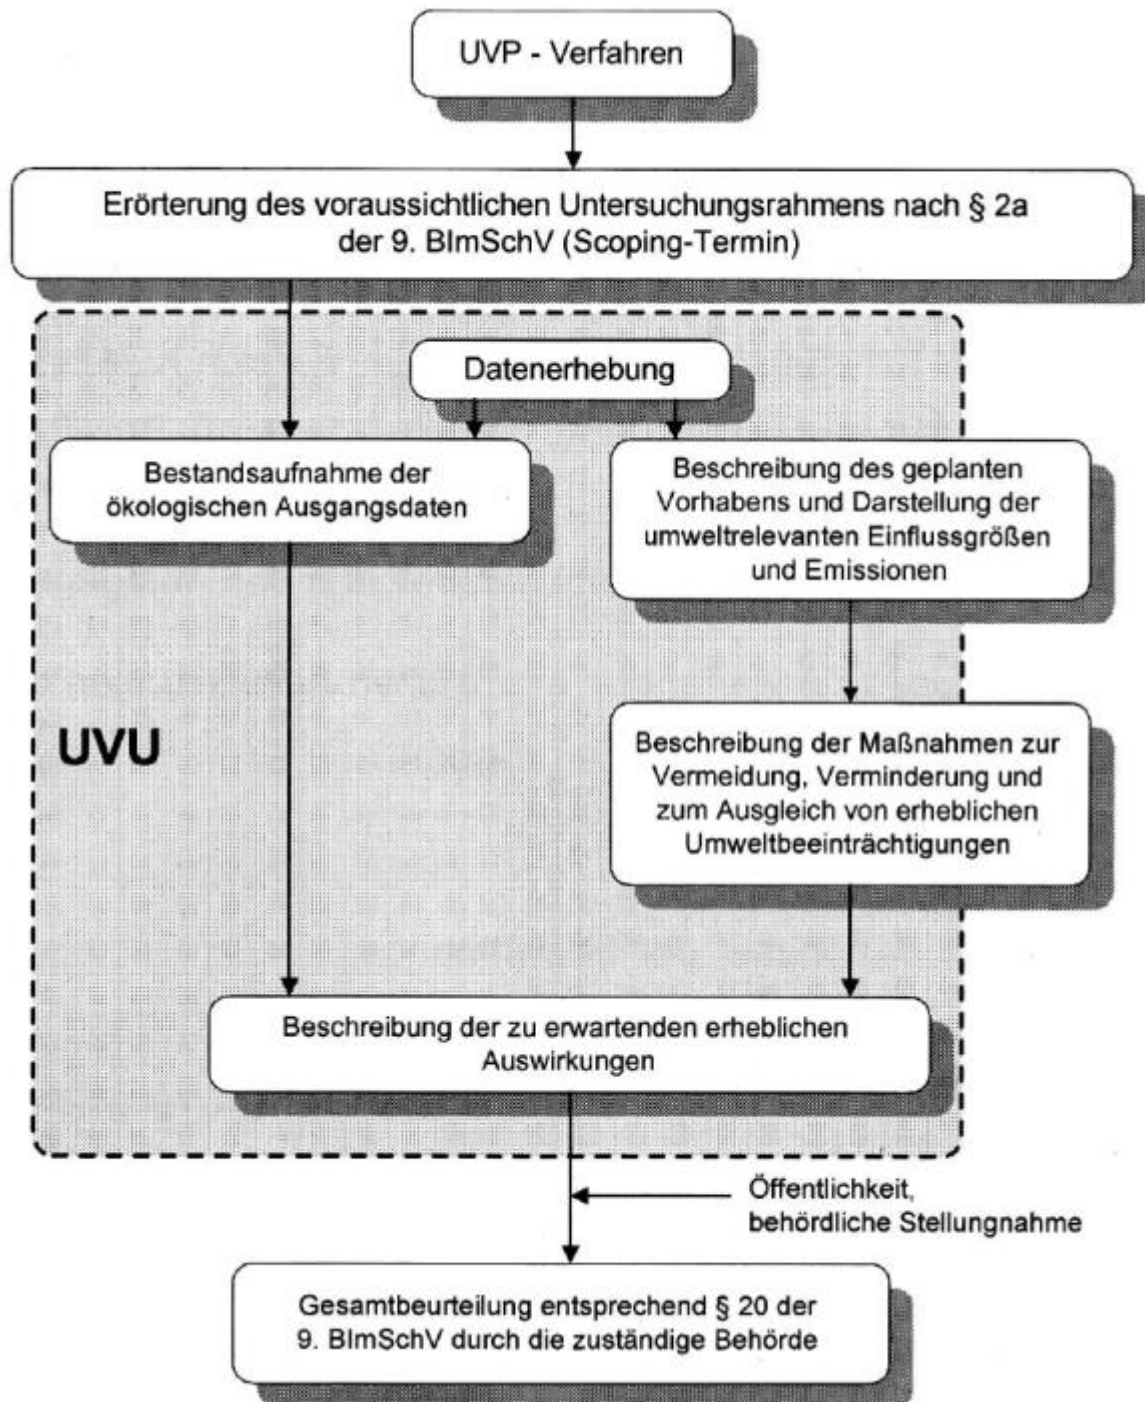 UVP - Verfahren
Erörterung des voraussichtlichen Untersuchungsrahmens nach § 2a
der 9. BImSchV (Scoping-Termin)
Datenerhebung
Bestandsaufnahme der
ökologischen Ausgangsdaten
Beschreibung des geplanten
Vorhabens und Darstellung der
umweltrelevanten Einflussgrößen
und Emissionen
UVU
Beschreibung der Maßnahmen zur
Vermeidung, Verminderung und
zum Ausgleich von erheblichen
Umweltbeeinträchtigungen
Beschreibung der zu erwartenden erheblichen
Auswirkungen
Öffentlichkeit,
behördliche Stellungnahme
Gesamtbeurteilung entsprechend § 20 der
9. BImSchV durch die zuständige Behörde